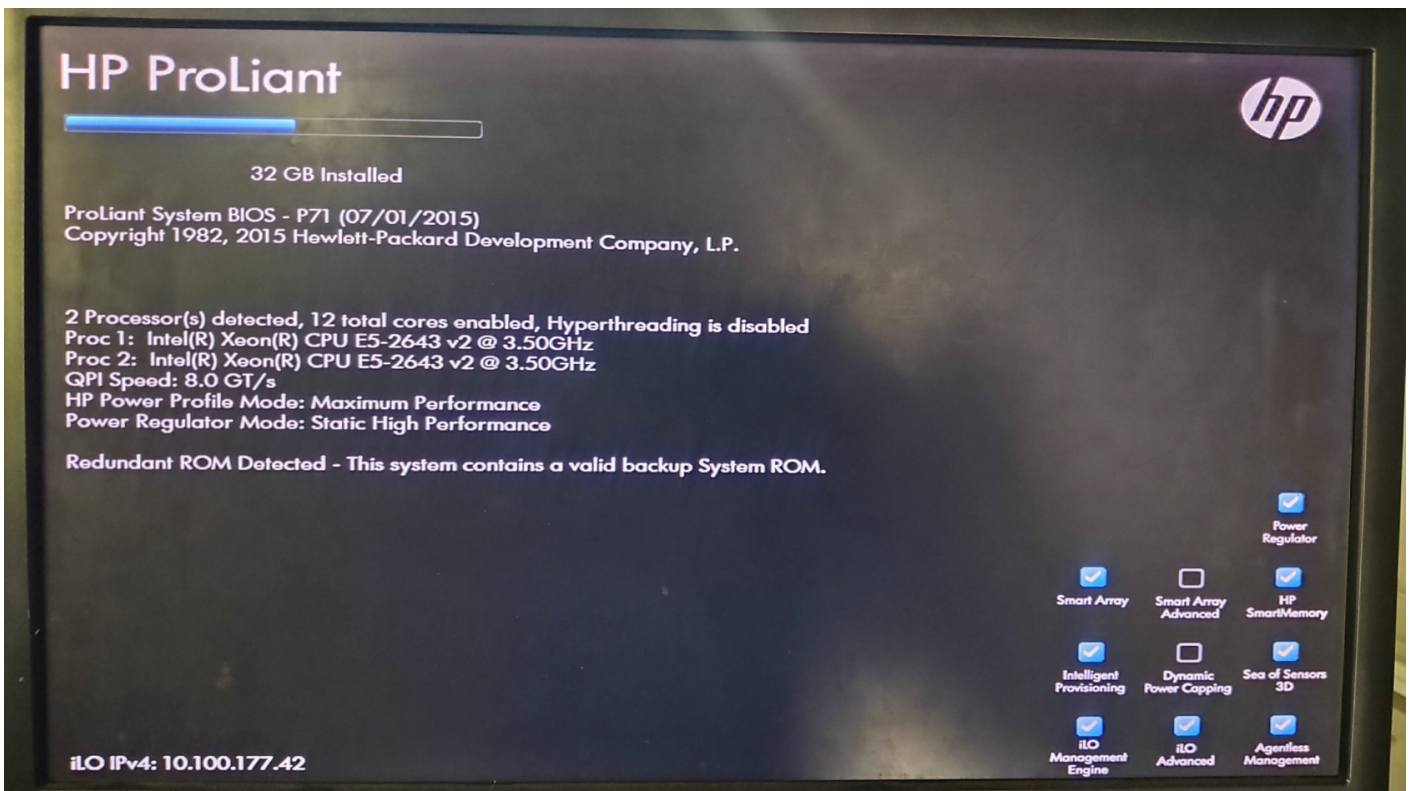 HP ProLiant
hp
32 GB Installed
ProLiant System BIOS - P71 (07/01/2015)
Copyright 1982, 2015 Hewlett-Packard Development Company, L.P.
2 Processor(s) detected, 12 total cores enabled, Hyperthreading is disabled
Proc 1: Intel(R) Xeon(R) CPU E5-2643 v2 @ 3.50GHz
Proc 2: Intel(R) Xeon(R) CPU E5-2643 v2 @ 3.50GHz
QPI Speed: 8.0 GT/s
HP Power Profile Mode: Maximum Performance
Power Regulator Mode: Static High Performance
Redundant ROM Detected - This system contains a valid backup System ROM.
Power
Regulator
Smart Array
Smart Array
Advanced
HP
SmartMemory
Intelligent
Provisioning
Dynamic
Power Capping
Sea of Sensors
3D
iLO
Management
Engine
iLO
Advanced
Agentless
Management
iLO IPv4: 10.100.177.42